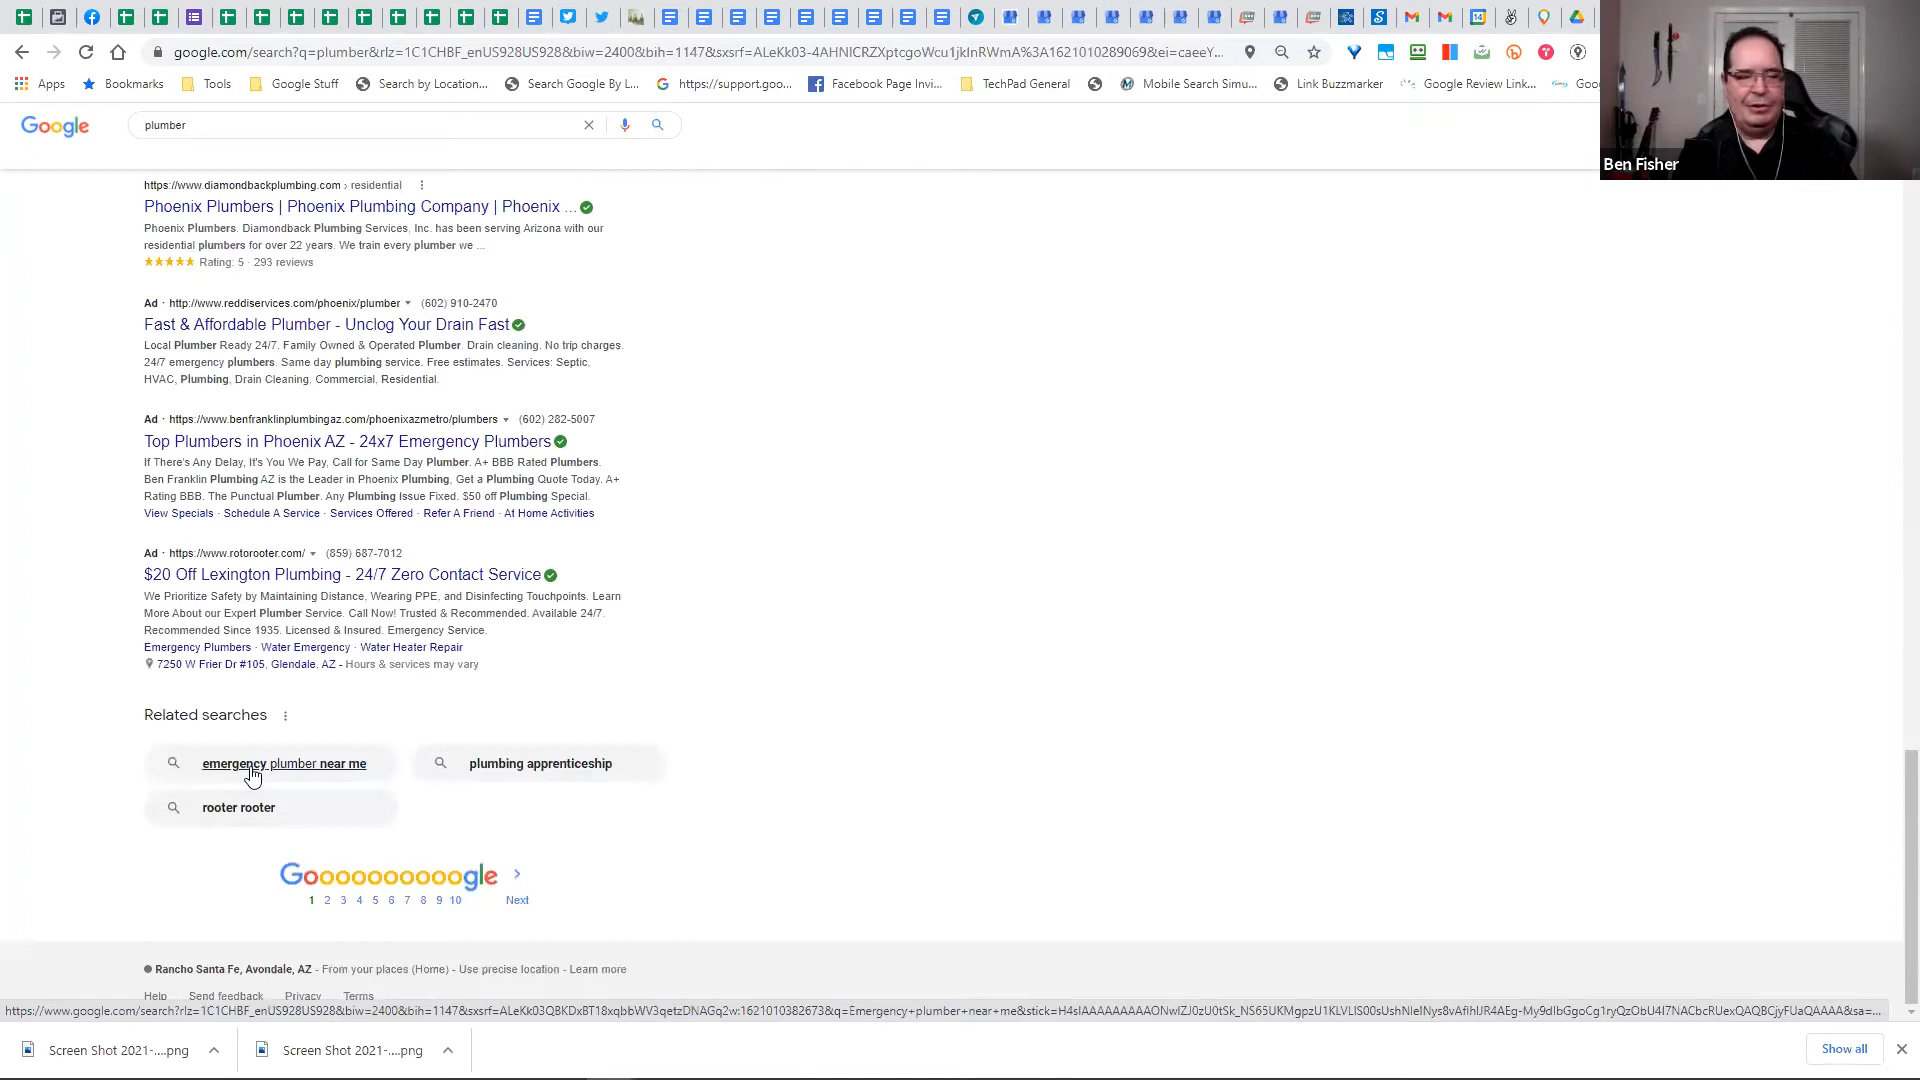 google.com/search?q=plumber&rlz=1C1CHBF_enUS928US928&biw=2400&bih=1147&sxsrf=ALeKk03-4AHNlCRZXptcgoWcu1jkInRWmA%3A1621010289069&ei=caeeY...
Apps Bookmarks Tools Google Stuff Search by Location... Search Google By L... https://support.goo... Facebook Page Invi... TechPad General Mobile Search Simu... Link Buzzmarker Google Review Link... Goo
Ben Fisher
Google plumber
https://www.diamondbackplumbing.com › residential
Phoenix Plumbers | Phoenix Plumbing Company | Phoenix ...
Phoenix Plumbers. Diamondback Plumbing Services, Inc. has been serving Arizona with our
residential plumbers for over 22 years. We train every plumber we ...
Rating: 5 · 293 reviews
Ad · http://www.reddiservices.com/phoenix/plumber (602) 910-2470
Fast & Affordable Plumber - Unclog Your Drain Fast
Local Plumber Ready 24/7. Family Owned & Operated Plumber. Drain cleaning. No trip charges.
24/7 emergency plumbers. Same day plumbing service. Free estimates. Services: Septic,
HVAC, Plumbing, Drain Cleaning, Commercial, Residential.
Ad · https://www.benfranklinplumbingaz.com/phoenixazmetro/plumbers (602) 282-5007
Top Plumbers in Phoenix AZ - 24x7 Emergency Plumbers
If There's Any Delay, It's You We Pay, Call for Same Day Plumber. A+ BBB Rated Plumbers.
Ben Franklin Plumbing AZ is the Leader in Phoenix Plumbing, Get a Plumbing Quote Today. A+
Rating BBB. The Punctual Plumber. Any Plumbing Issue Fixed. $50 off Plumbing Special.
View Specials · Schedule A Service · Services Offered · Refer A Friend · At Home Activities
Ad · https://www.rotorooter.com/ (859) 687-7012
$20 Off Lexington Plumbing - 24/7 Zero Contact Service
We Prioritize Safety by Maintaining Distance, Wearing PPE, and Disinfecting Touchpoints. Learn
More About our Expert Plumber Service. Call Now! Trusted & Recommended. Available 24/7.
Recommended Since 1935. Licensed & Insured. Emergency Service.
Emergency Plumbers · Water Emergency · Water Heater Repair
7250 W Frier Dr #105, Glendale, AZ - Hours & services may vary
Related searches
emergency plumber near me plumbing apprenticeship
rooter rooter
Goooooooooogle
1 2 3 4 5 6 7 8 9 10 Next
Rancho Santa Fe, Avondale, AZ - From your places (Home) - Use precise location - Learn more
Help Send feedback Privacy Terms
Screen Shot 2021-....png Screen Shot 2021-....png Show all